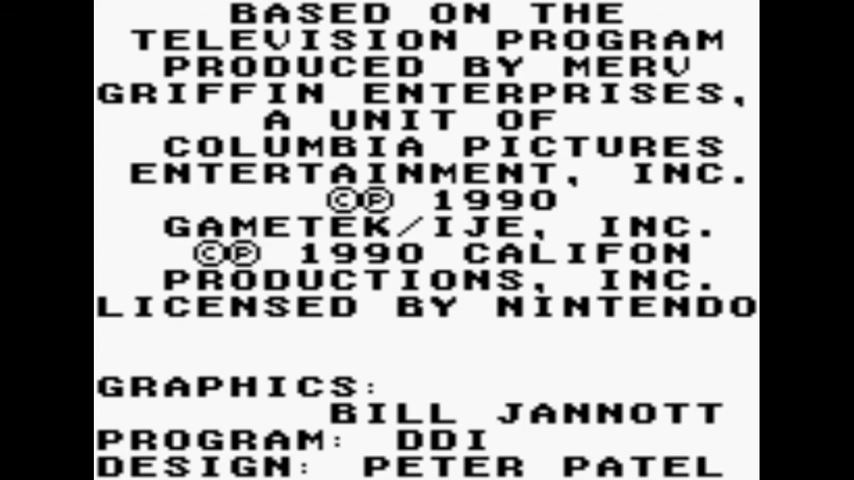 BASED ON THE
TELEVISION PROGRAM
PRODUCED BY MERV
GRIFFIN ENTERPRISES,
A UNIT OF
COLUMBIA PICTURES
ENTERTAINMENT, INC.
©℗ 1990
GAMETEK/IJE, INC.
©℗ 1990 CALIFON
PRODUCTIONS, INC.
LICENSED BY NINTENDO
GRAPHICS:
BILL JANNOTT
PROGRAM: DDI
DESIGN: PETER PATEL